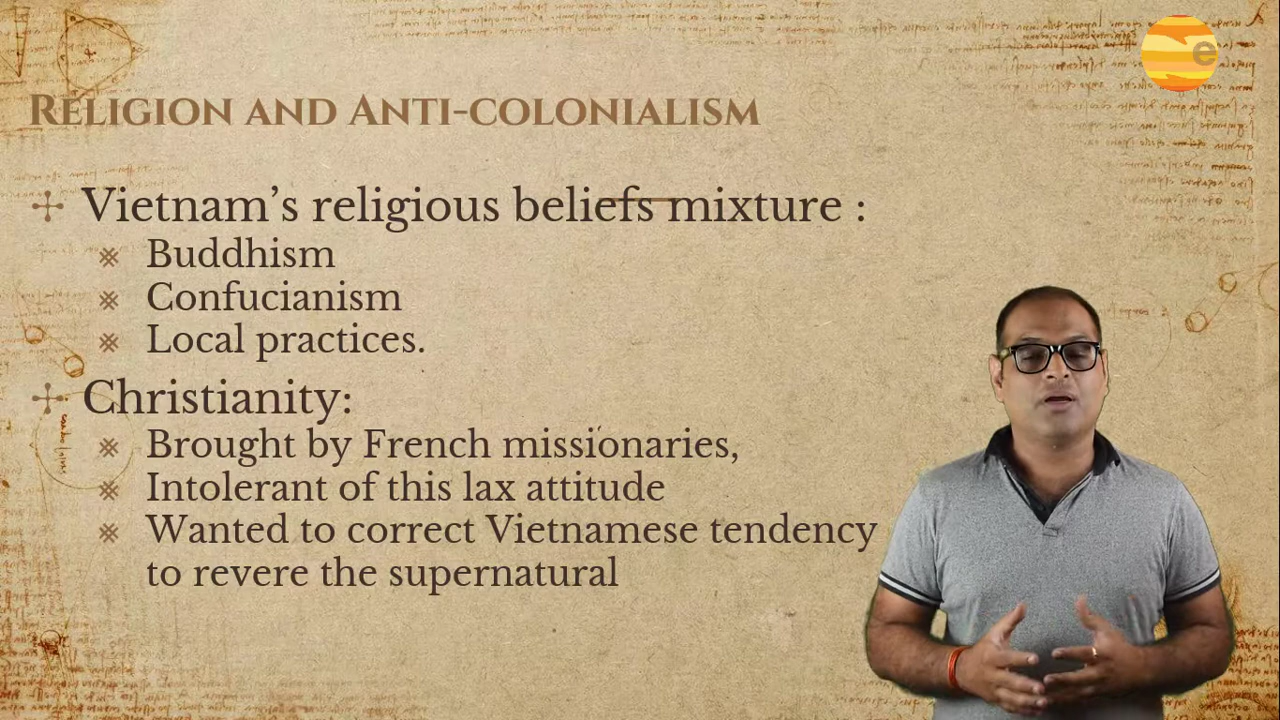 Religion and Anti-colonialism
Vietnam's religious beliefs mixture :
Buddhism
Confucianism
Local practices.
Christianity:
Brought by French missionaries,
Intolerant of this lax attitude
Wanted to correct Vietnamese tendency
to revere the supernatural
e